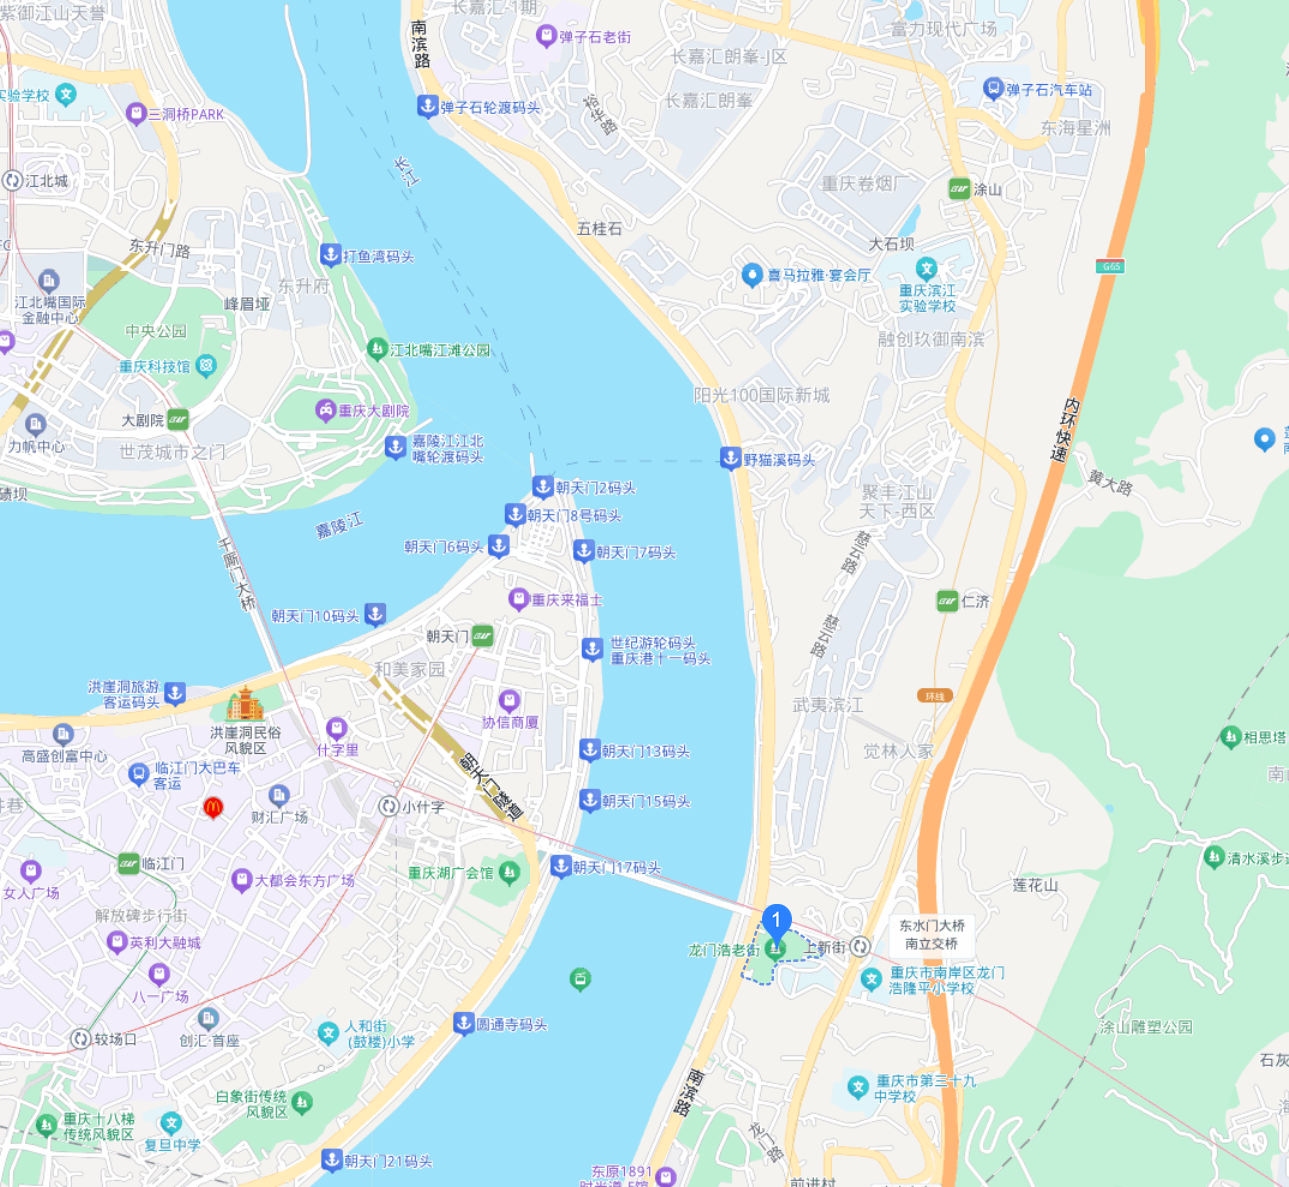 紫御江山天誉
长嘉汇-1期
南滨路
弹子石老街
富力现代广场
长嘉汇朗峯-J区
长嘉汇朗峯
裕华路
弹子石汽车站
东海星洲
实验学校
三洞桥PARK
弹子石轮渡码头
长江
江北城
重庆卷烟厂
涂山
五桂石
大石坝
东升门路
打鱼湾码头
喜马拉雅·宴会厅
重庆滨江
实验学校
G65
东升府
江北嘴国际
金融中心
峰眉垭
中央公园
重庆科技馆
江北嘴江滩公园
融创玖御南滨
阳光100国际新城
大剧院
重庆大剧院
力帆中心
世茂城市之门
嘉陵江江北
嘴轮渡码头
内环快速
野猫溪码头
黄大路
碛坝
朝天门2码头
聚丰江山
天下-西区
嘉陵江
朝天门8号码头
朝天门6码头
朝天门7码头
慈云路
千厮门大桥
重庆来福士
仁济
朝天门10码头
朝天门
慈云路
世纪游轮码头
重庆港十一码头
和美家园
洪崖洞旅游
客运码头
环线
武夷滨江
洪崖洞民俗
风貌区
协信商厦
什字里
高盛创富中心
朝天门13码头
觉林人家
相思塔
南
临江门大巴车
客运
朝天门隧道
朝天门15码头
井巷
财汇广场
小什字
临江门
重庆湖广会馆
朝天门17码头
清水溪步
女人广场
大都会东方广场
莲花山
解放碑步行街
1
英利大融城
龙门浩老街
上新街
东水门大桥
南立交桥
八一广场
重庆市南岸区龙门
浩隆平小学校
创汇·首座
人和街
(鼓楼)小学
圆通寺码头
较场口
涂山雕塑公园
石灰
白象街传统
风貌区
南滨路
重庆市第三十九
中学校
重庆十八梯
传统风貌区
复旦中学
龙门路
朝天门21码头
东原1891
时光道-E馆
前进村